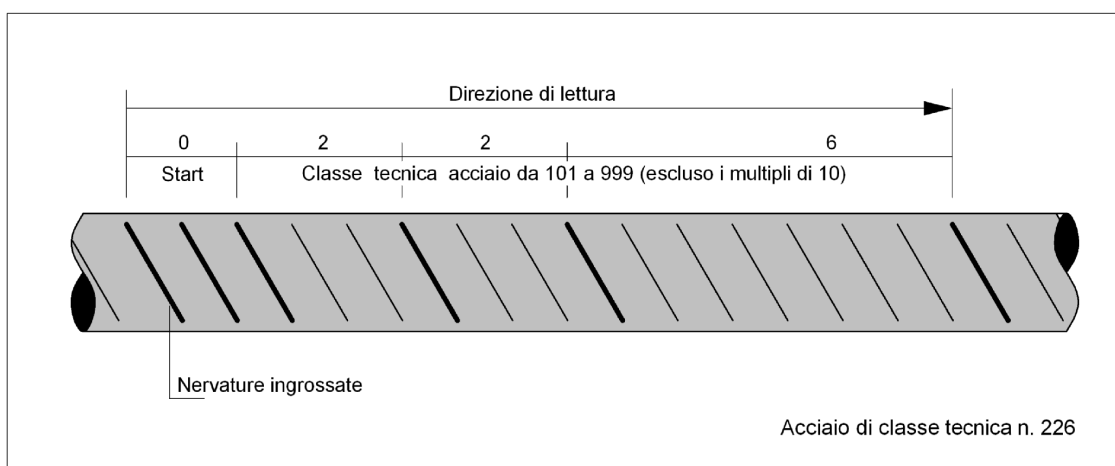 Direzione di lettura
0 2 2 6
Start Classe tecnica acciaio da 101 a 999 (escluso i multipli di 10)
Nervature ingrossate
Acciaio di classe tecnica n. 226